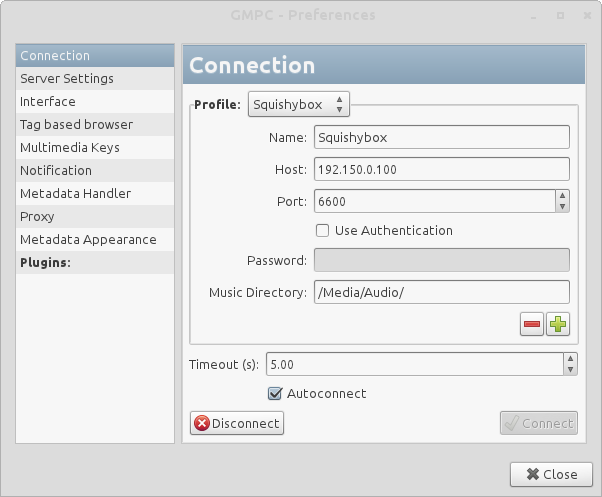 GMPC - Preferences
Connection
Server Settings
Interface
Tag based browser
Multimedia Keys
Notification
Metadata Handler
Proxy
Metadata Appearance
Plugins:
Connection
Profile: Squishybox
Name: Squishybox
Host: 192.150.0.100
Port: 6600
Use Authentication
Password:
Music Directory: /Media/Audio/
Timeout (s): 5.00
Autoconnect
Disconnect Connect
Close